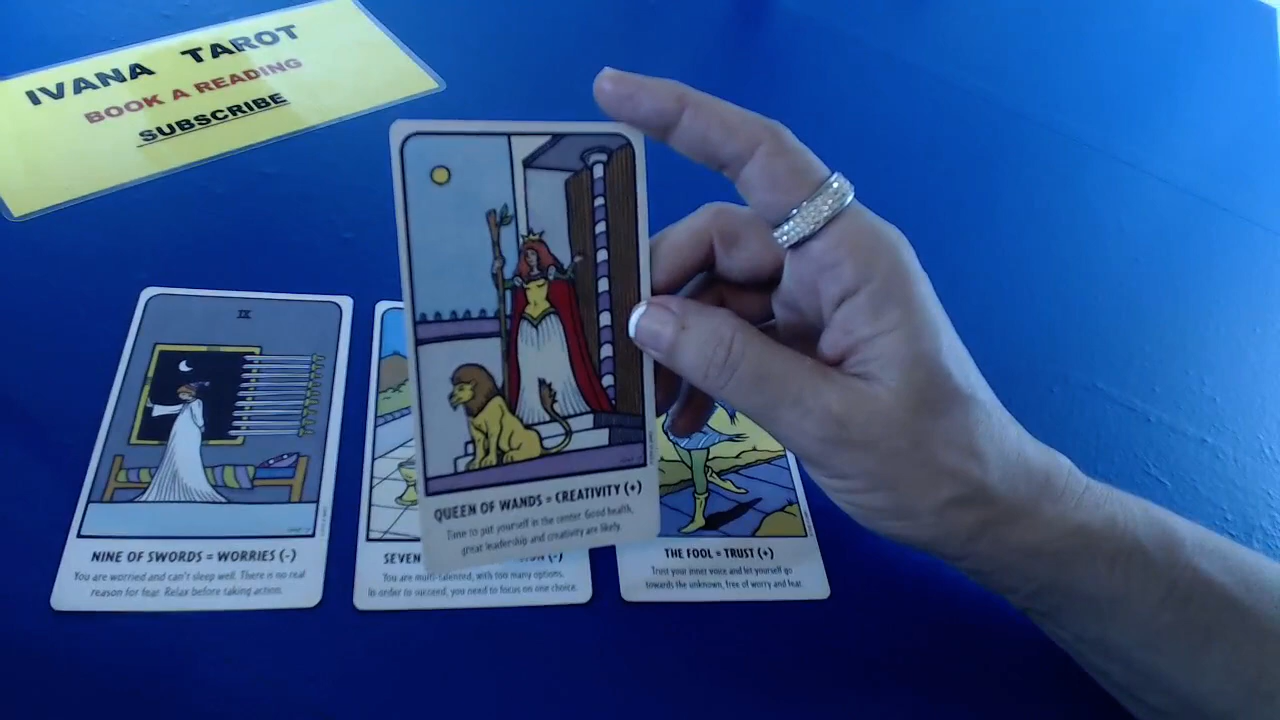 IVANA TAROT
BOOK A READING
SUBSCRIBE
IX
NINE OF SWORDS = WORRIES (-)
You are worried and can't sleep well. There is no real
reason for fear. Relax before taking action.
QUEEN OF WANDS = CREATIVITY (+)
Time to put yourself in the center. Good health,
great leadership and creativity are likely.
SEVEN (-)
You are multi-talented, with too many options.
In order to succeed, you need to focus on one choice.
THE FOOL = TRUST (+)
Trust your inner voice and let yourself go
towards the unknown, free of worry and fear.